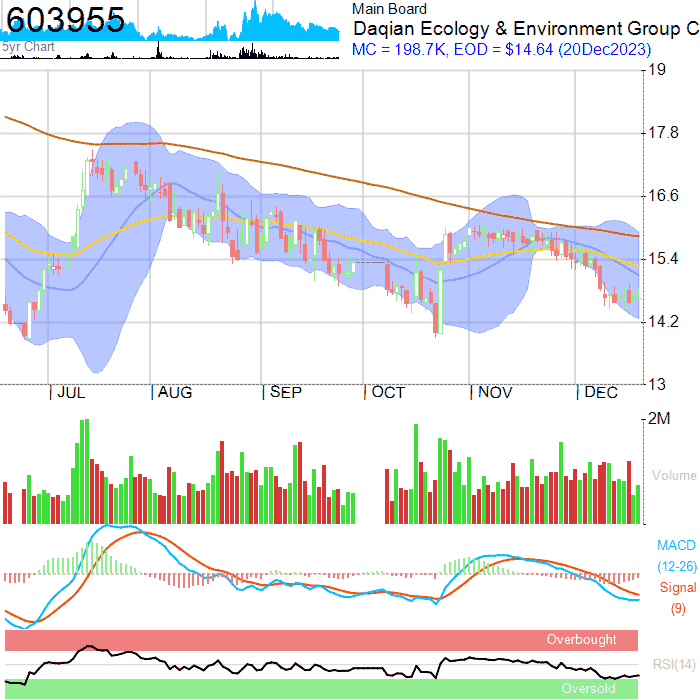 603955
5yr Chart
Main Board
Daqian Ecology & Environment Group C
MC = 198.7K, EOD = $14.64 (20Dec2023)
19
17.8
16.6
15.4
14.2
13
JUL AUG SEP OCT NOV DEC
2M
Volume
MACD
(12-26)
Signal
(9)
Overbought
RSI(14)
Oversold